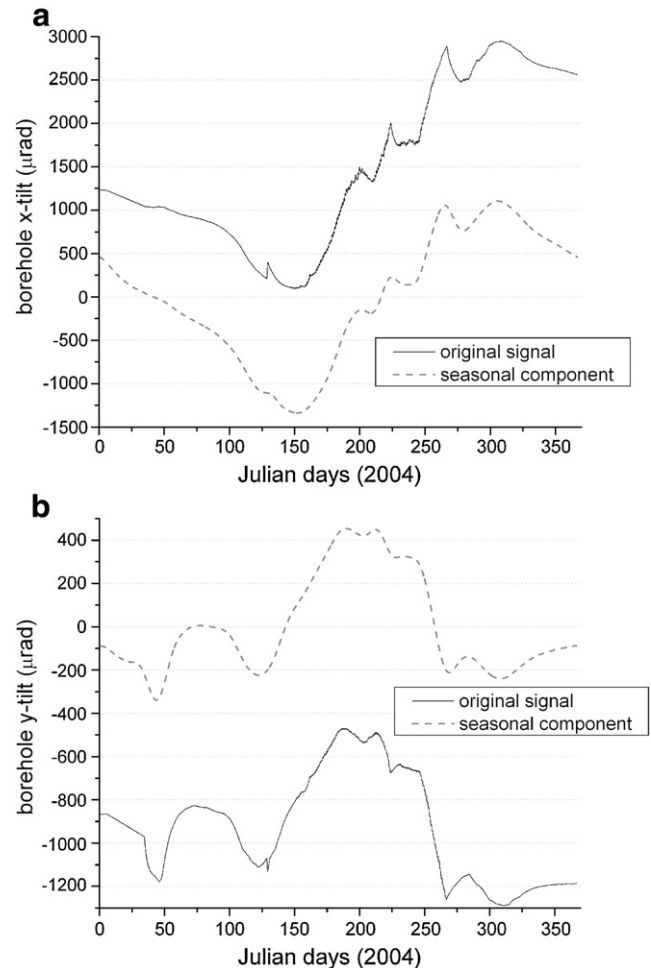 a
3000
2500
2000
1500
1000
500
0
-500
-1000
-1500
borehole x-tilt (μrad)
original signal
seasonal component
0 50 100 150 200 250 300 350
Julian days (2004)
b
400
200
0
-200
-400
-600
-800
-1000
-1200
borehole y-tilt (μrad)
original signal
seasonal component
0 50 100 150 200 250 300 350
Julian days (2004)